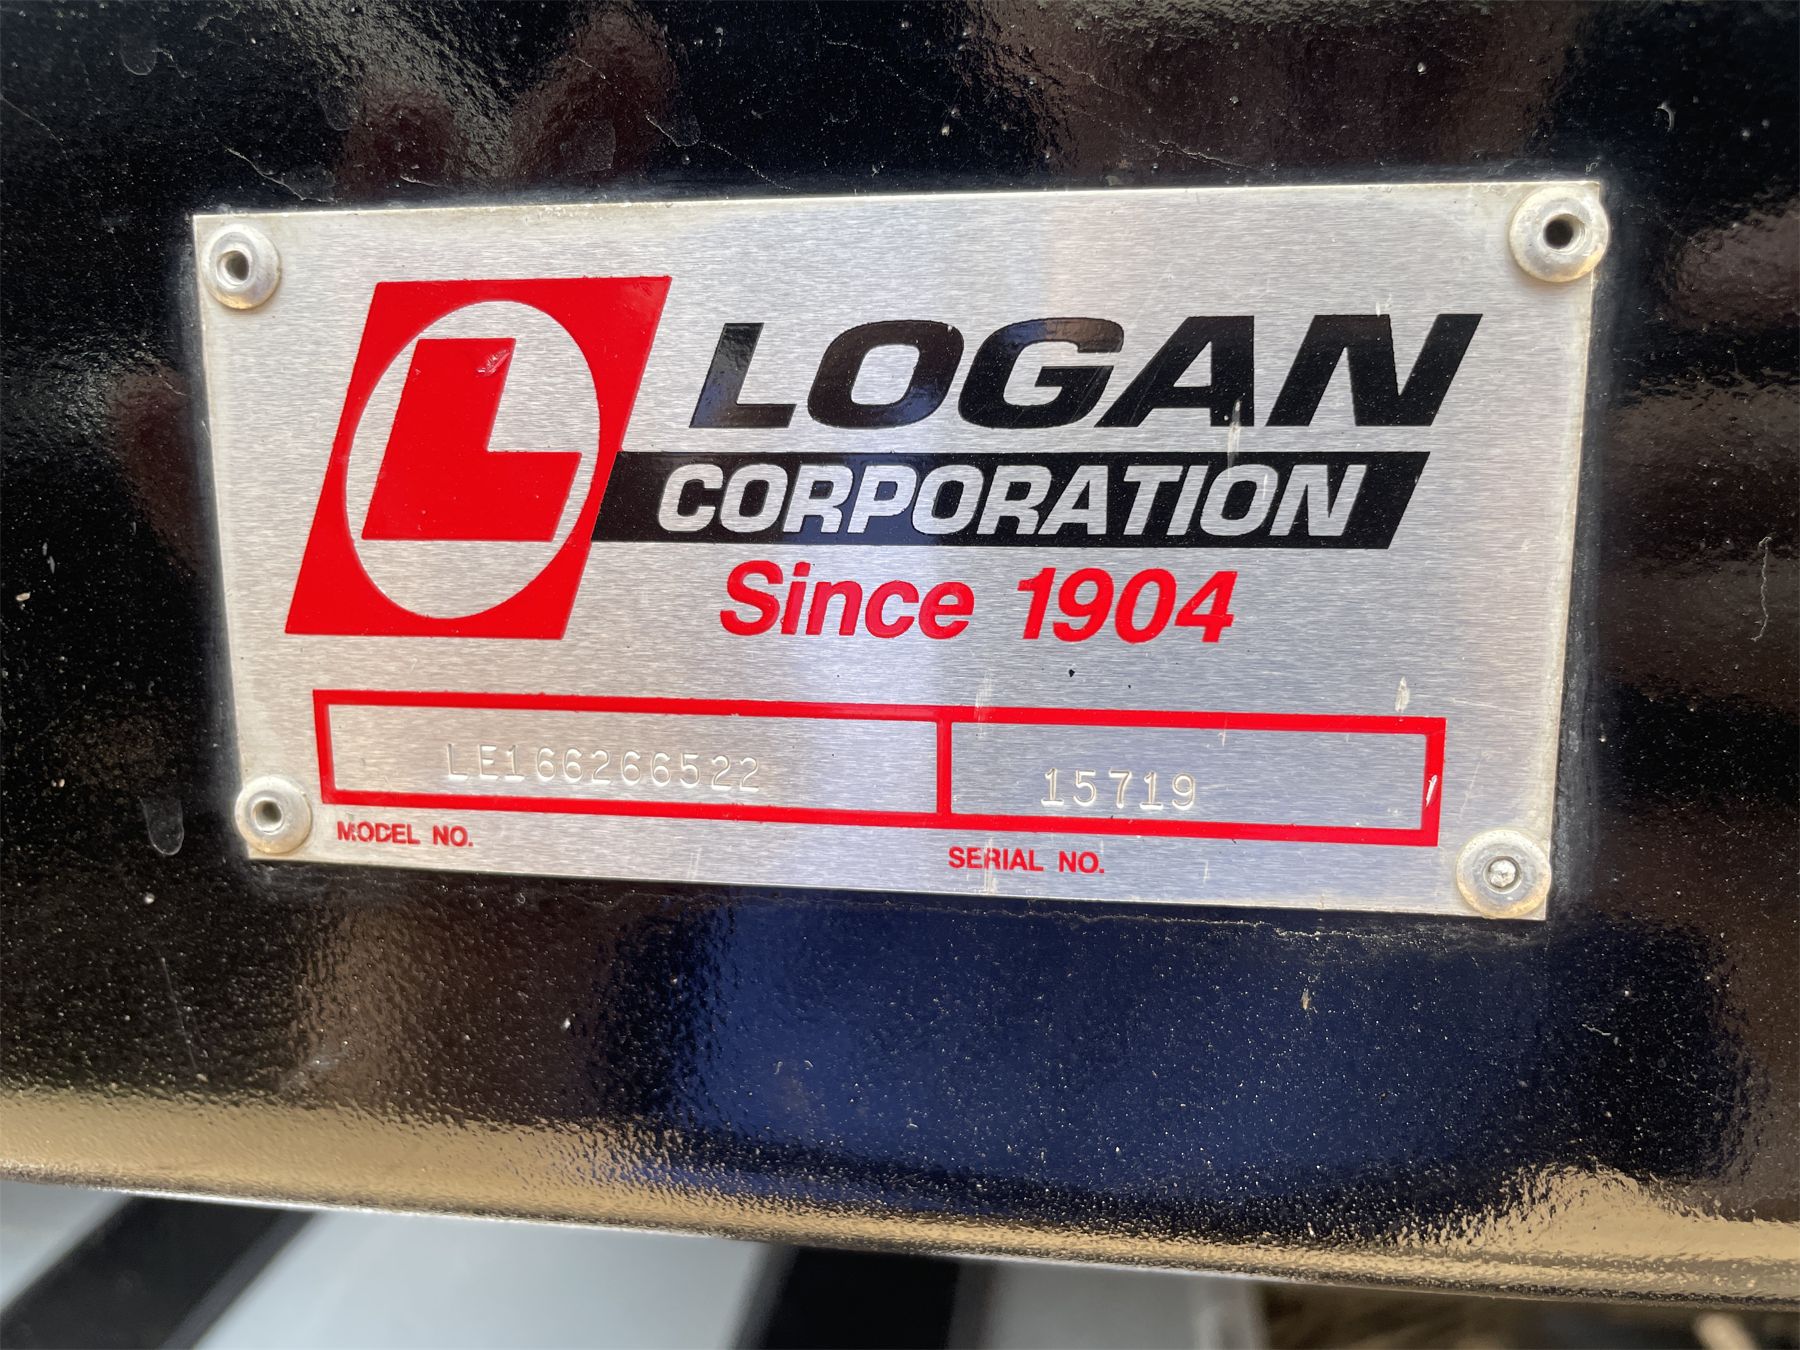 L
LOGAN
CORPORATION
Since 1904
LE166266522 15719
MODEL NO. SERIAL NO.